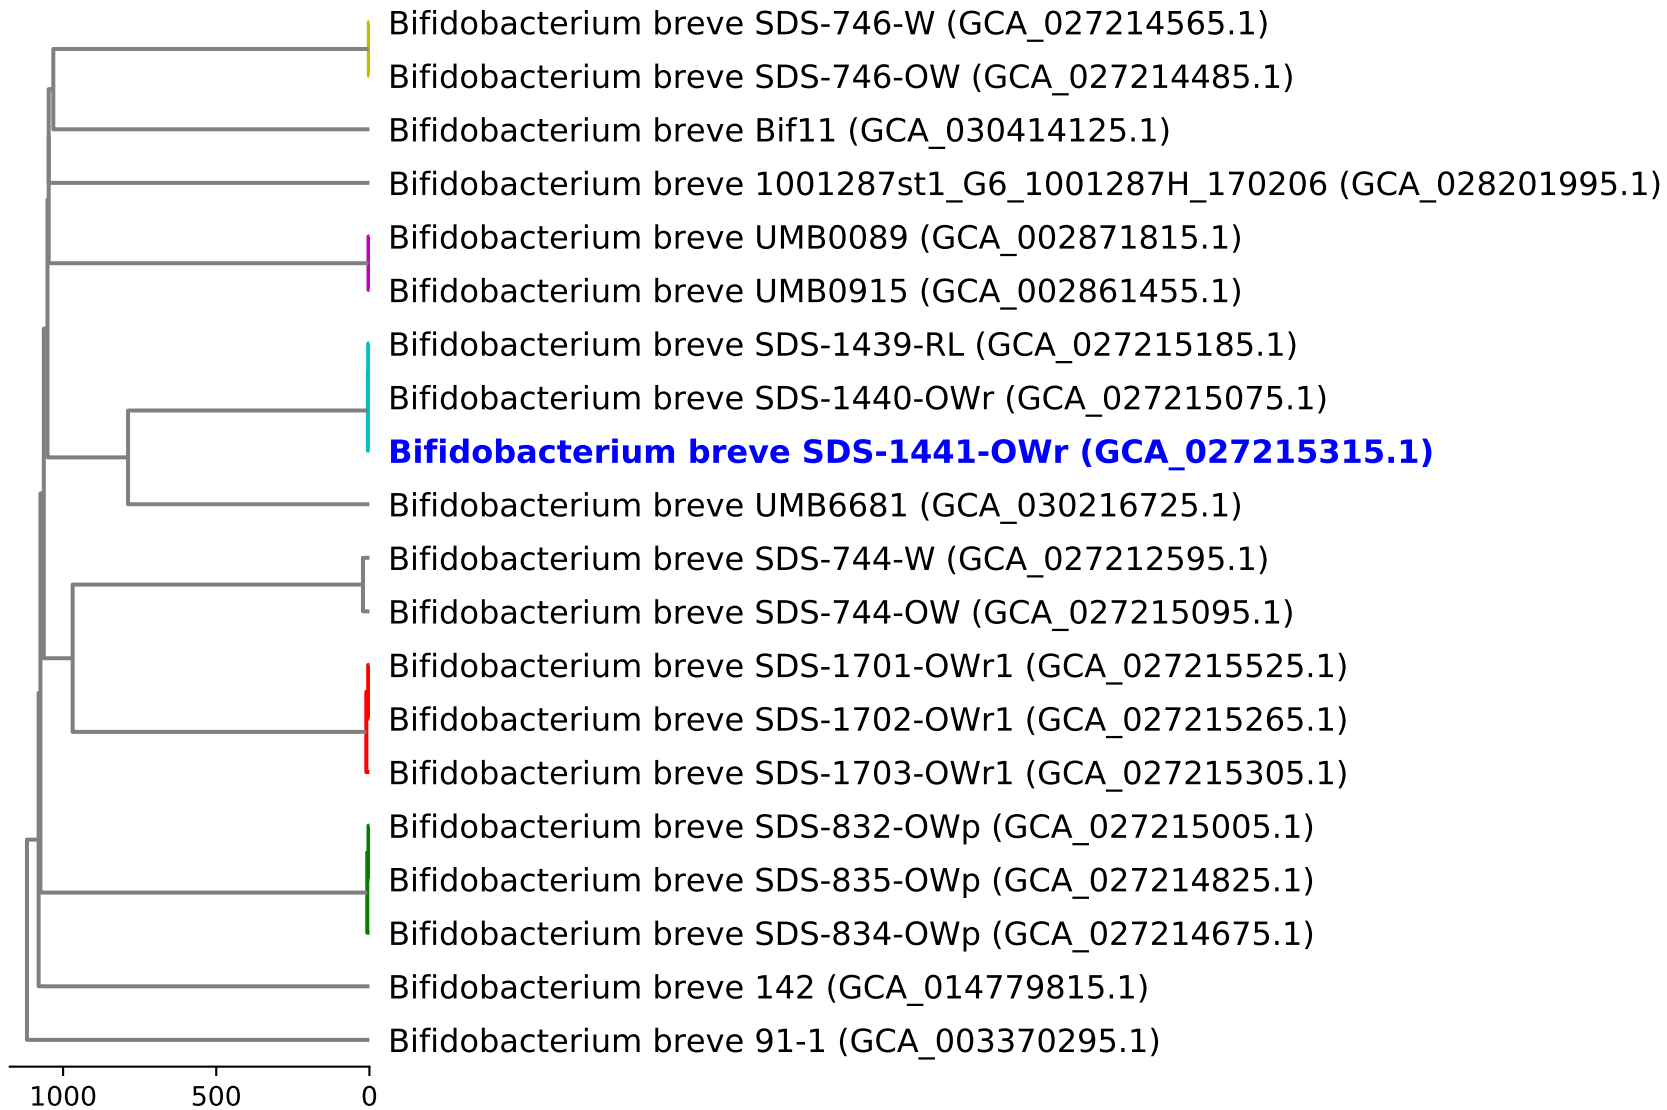 Bifidobacterium breve SDS-746-W (GCA_027214565.1)
Bifidobacterium breve SDS-746-OW (GCA_027214485.1)
Bifidobacterium breve Bif11 (GCA_030414125.1)
Bifidobacterium breve 1001287st1_G6_1001287H_170206 (GCA_028201995.1)
Bifidobacterium breve UMB0089 (GCA_002871815.1)
Bifidobacterium breve UMB0915 (GCA_002861455.1)
Bifidobacterium breve SDS-1439-RL (GCA_027215185.1)
Bifidobacterium breve SDS-1440-OWr (GCA_027215075.1)
Bifidobacterium breve SDS-1441-OWr (GCA_027215315.1)
Bifidobacterium breve UMB6681 (GCA_030216725.1)
Bifidobacterium breve SDS-744-W (GCA_027212595.1)
Bifidobacterium breve SDS-744-OW (GCA_027215095.1)
Bifidobacterium breve SDS-1701-OWr1 (GCA_027215525.1)
Bifidobacterium breve SDS-1702-OWr1 (GCA_027215265.1)
Bifidobacterium breve SDS-1703-OWr1 (GCA_027215305.1)
Bifidobacterium breve SDS-832-OWp (GCA_027215005.1)
Bifidobacterium breve SDS-835-OWp (GCA_027214825.1)
Bifidobacterium breve SDS-834-OWp (GCA_027214675.1)
Bifidobacterium breve 142 (GCA_014779815.1)
Bifidobacterium breve 91-1 (GCA_003370295.1)
1000 500 0